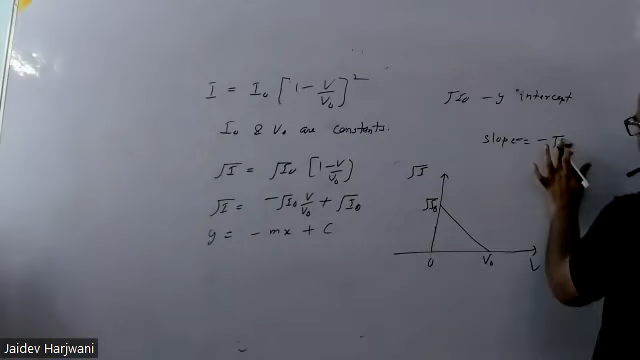 I = I₀ [1 - V/V₀]²
I₀ & V₀ are constants.
√I = √I₀ [1 - V/V₀]
√I = -√I₀ V/V₀ + √I₀
y = - mx + C
√I₀ - y intercept
slope = -√I
√I
√I₀
0
V₀
V
Jaidev Harjwani